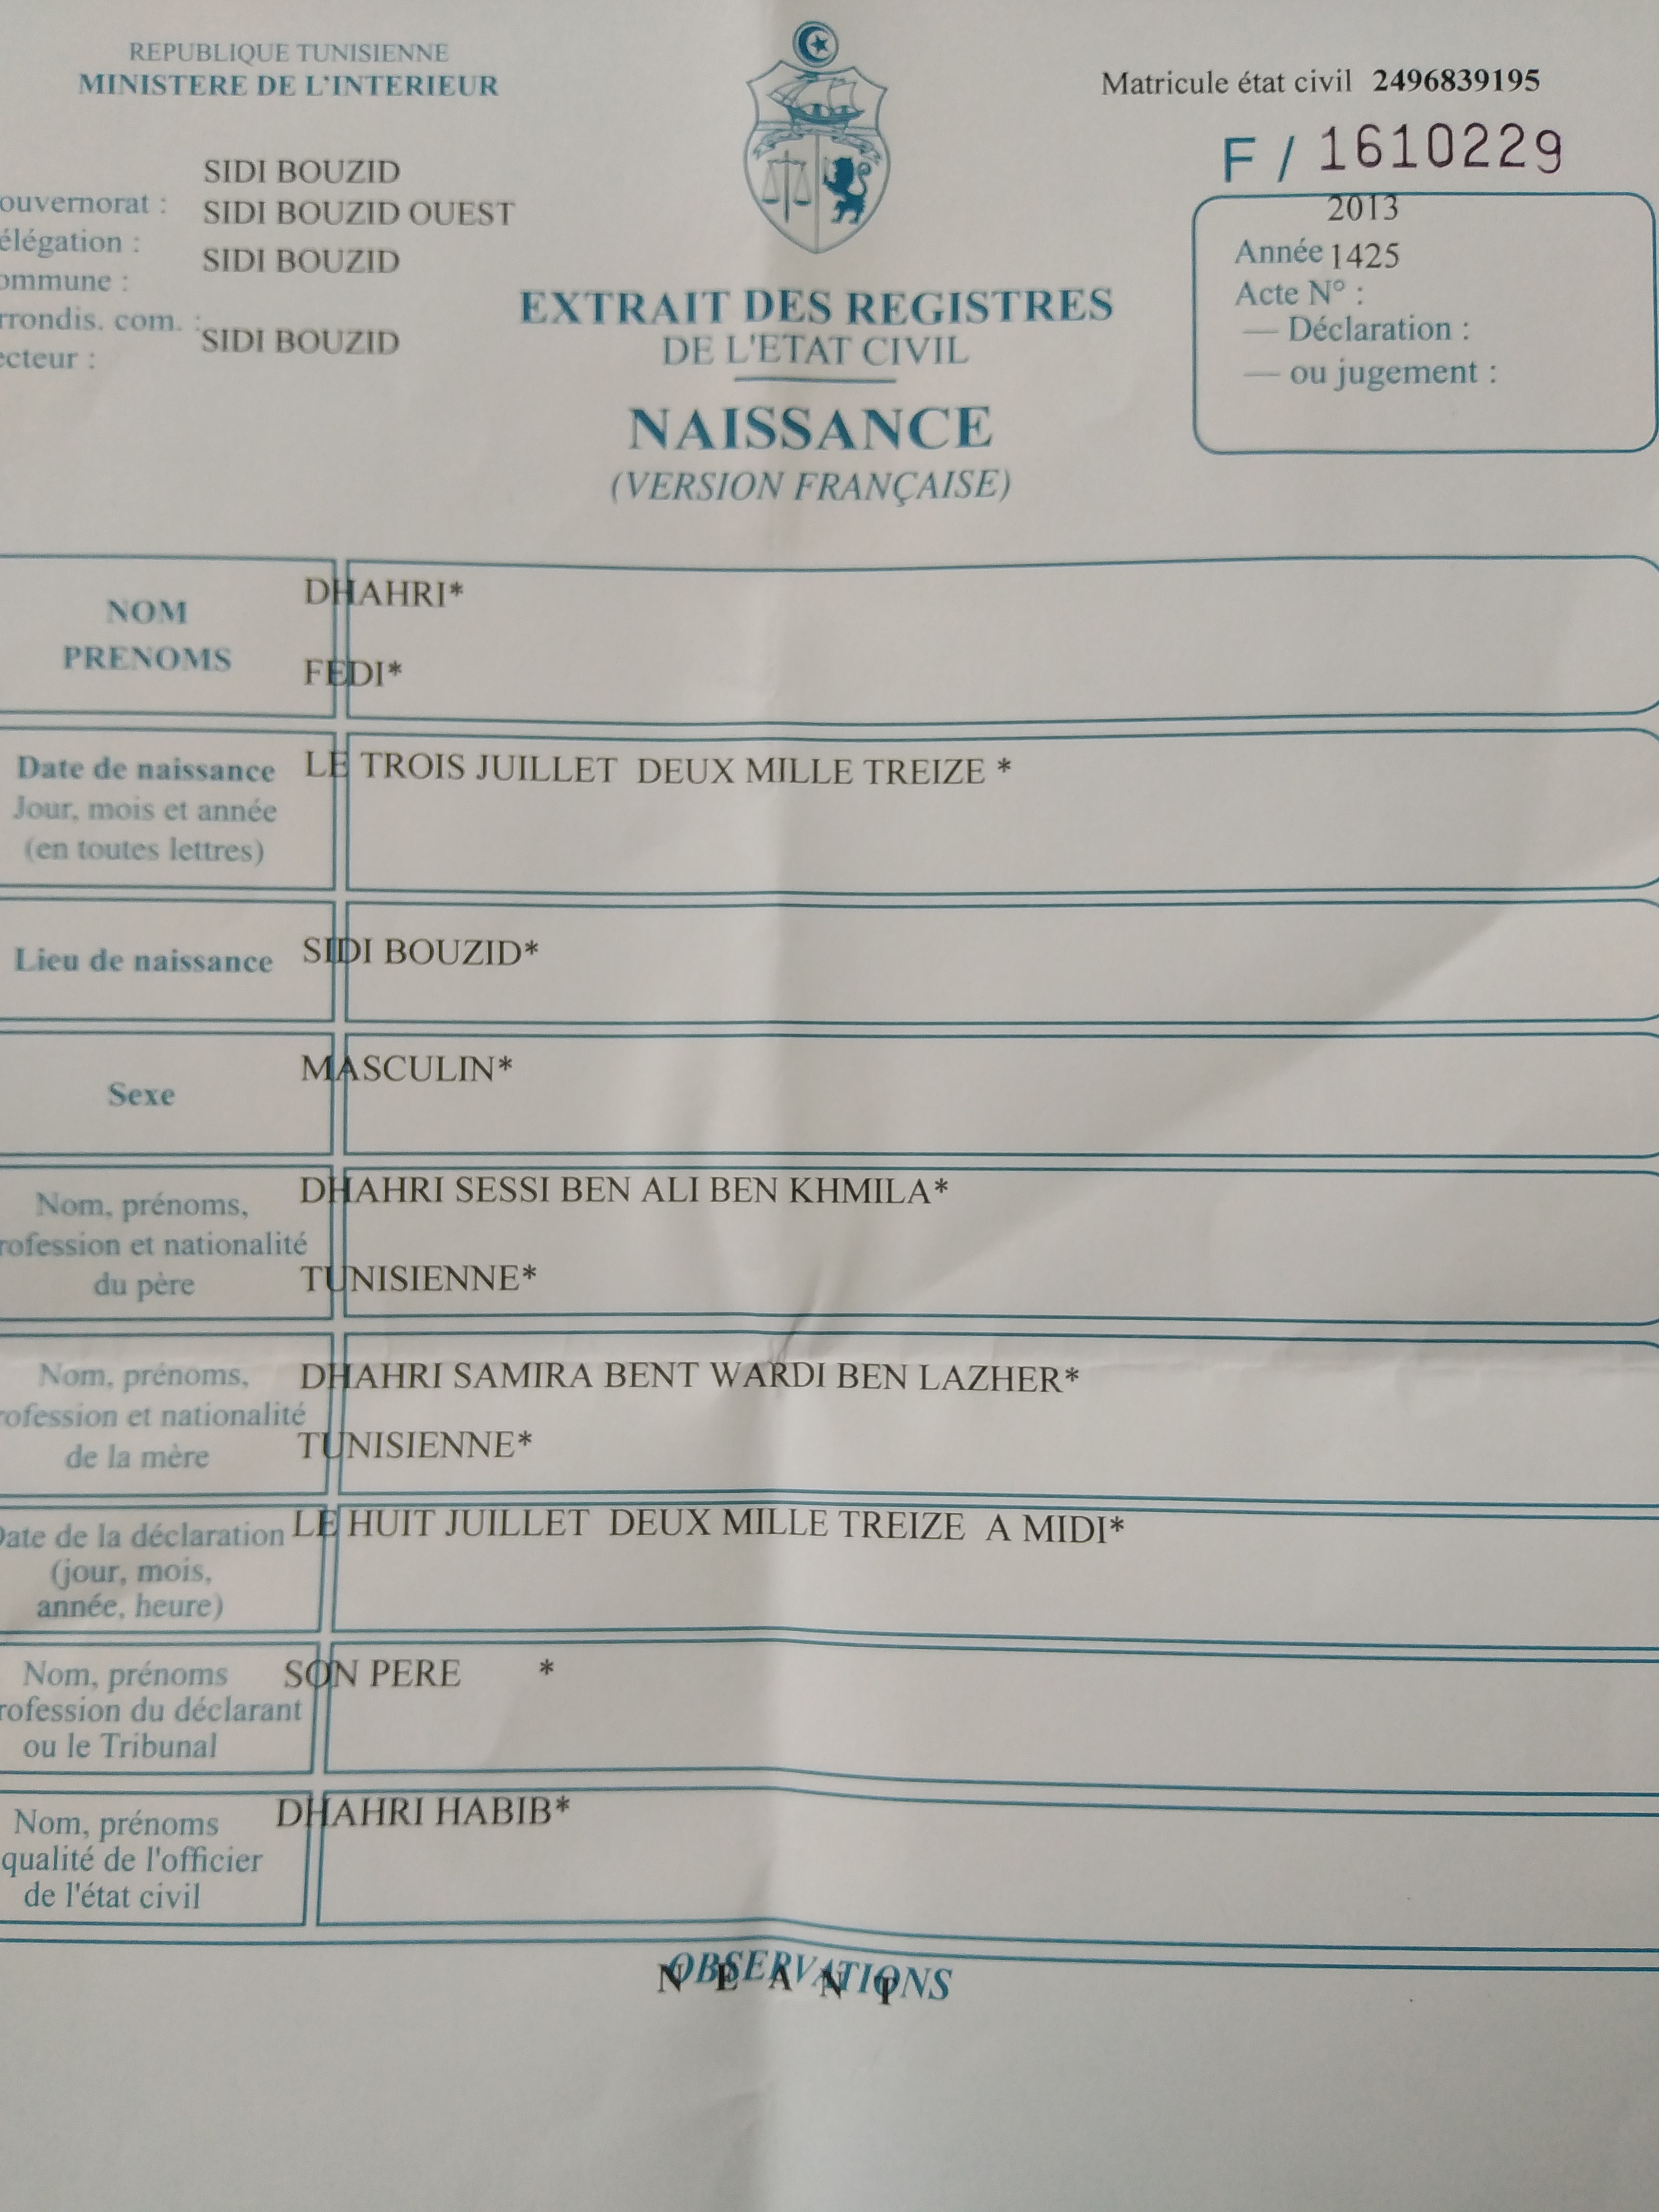 REPUBLIQUE TUNISIENNE
MINISTERE DE L'INTERIEUR
Matricule état civil 2496839195
F / 1610229
SIDI BOUZID
ouvernorat :
SIDI BOUZID OUEST
élégation :
SIDI BOUZID
ommune :
rrondis. com. :
SIDI BOUZID
ecteur :
2013
Année 1425
Acte N° :
— Déclaration :
— ou jugement :
EXTRAIT DES REGISTRES
DE L'ETAT CIVIL
NAISSANCE
(VERSION FRANÇAISE)
NOM DHAHRI*
PRENOMS FEDI*
Date de naissance LE TROIS JUILLET DEUX MILLE TREIZE *
Jour, mois et année
(en toutes lettres)
Lieu de naissance SIDI BOUZID*
Sexe MASCULIN*
Nom, prénoms, DHAHRI SESSI BEN ALI BEN KHMILA*
rofession et nationalité
du père TUNISIENNE*
Nom, prénoms, DHAHRI SAMIRA BENT WARDI BEN LAZHER*
rofession et nationalité
de la mère TUNISIENNE*
Date de la déclaration LE HUIT JUILLET DEUX MILLE TREIZE A MIDI*
(jour, mois,
année, heure)
Nom, prénoms SON PERE *
rofession du déclarant
ou le Tribunal
Nom, prénoms DHAHRI HABIB*
qualité de l'officier
de l'état civil
OBSERVATIONS
N E A N T